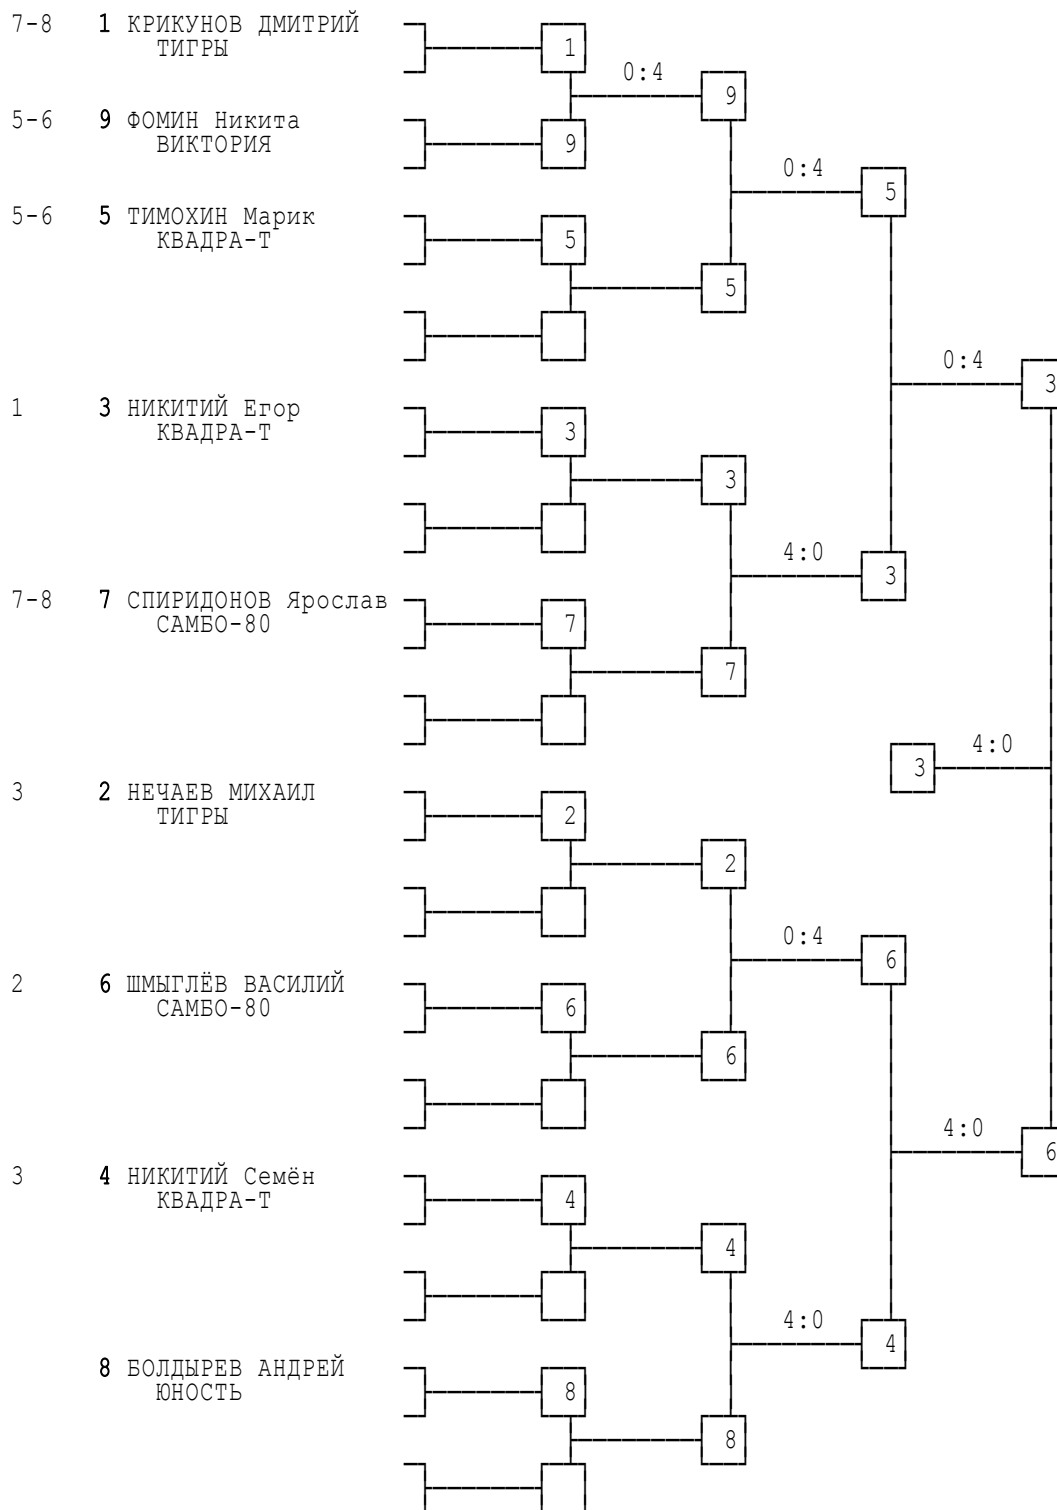 7-8 1 КРИКУНОВ ДМИТРИЙ
ТИГРЫ
1
0:4
9
5-6 9 ФОМИН Никита
ВИКТОРИЯ
9
0:4
5
5-6 5 ТИМОХИН Марик
КВАДРА-Т
5
5
0:4
3
1 3 НИКИТИЙ Егор
КВАДРА-Т
3
3
4:0
3
7-8 7 СПИРИДОНОВ Ярослав
САМБО-80
7
7
4:0
3
3 2 НЕЧАЕВ МИХАИЛ
ТИГРЫ
2
2
0:4
6
2 6 ШМЫГЛЁВ ВАСИЛИЙ
САМБО-80
6
6
4:0
6
3 4 НИКИТИЙ Семён
КВАДРА-Т
4
4
4:0
4
8 БОЛДЫРЕВ АНДРЕЙ
ЮНОСТЬ
8
8